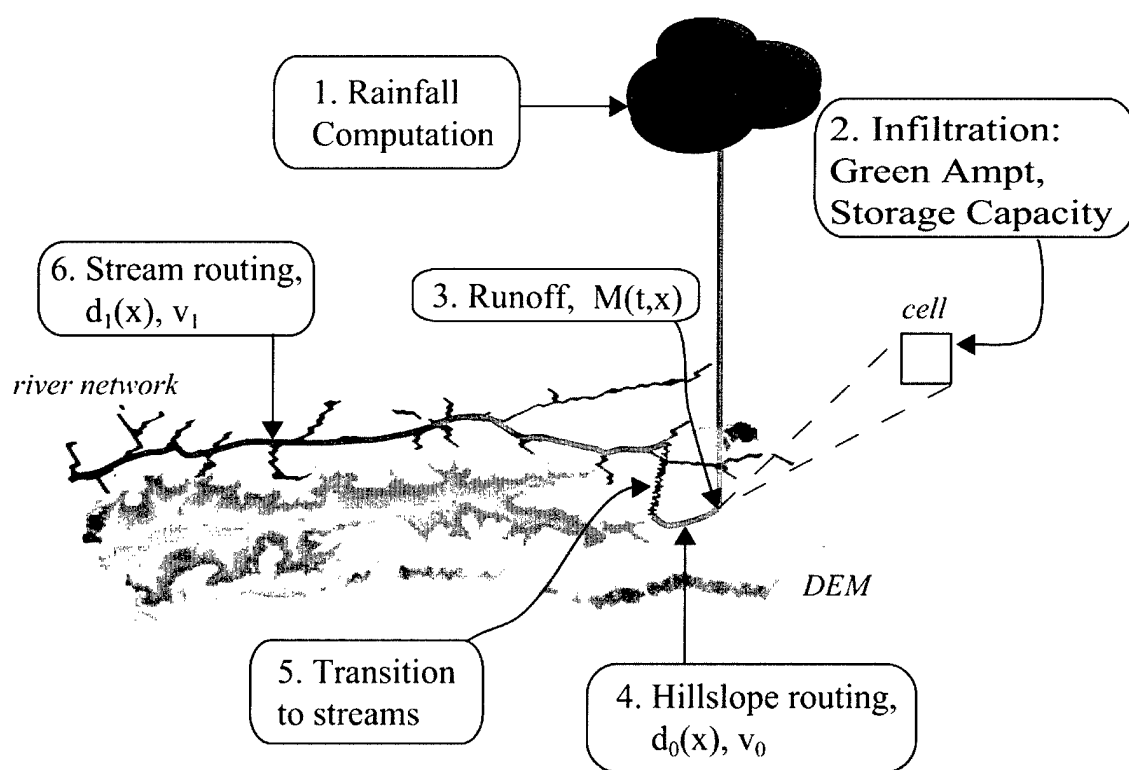 1. Rainfall
Computation
2. Infiltration:
Green Ampt,
Storage Capacity
6. Stream routing,
d₁(x), v₁
3. Runoff, M(t,x)
cell
river network
DEM
5. Transition
to streams
4. Hillslope routing,
d₀(x), v₀